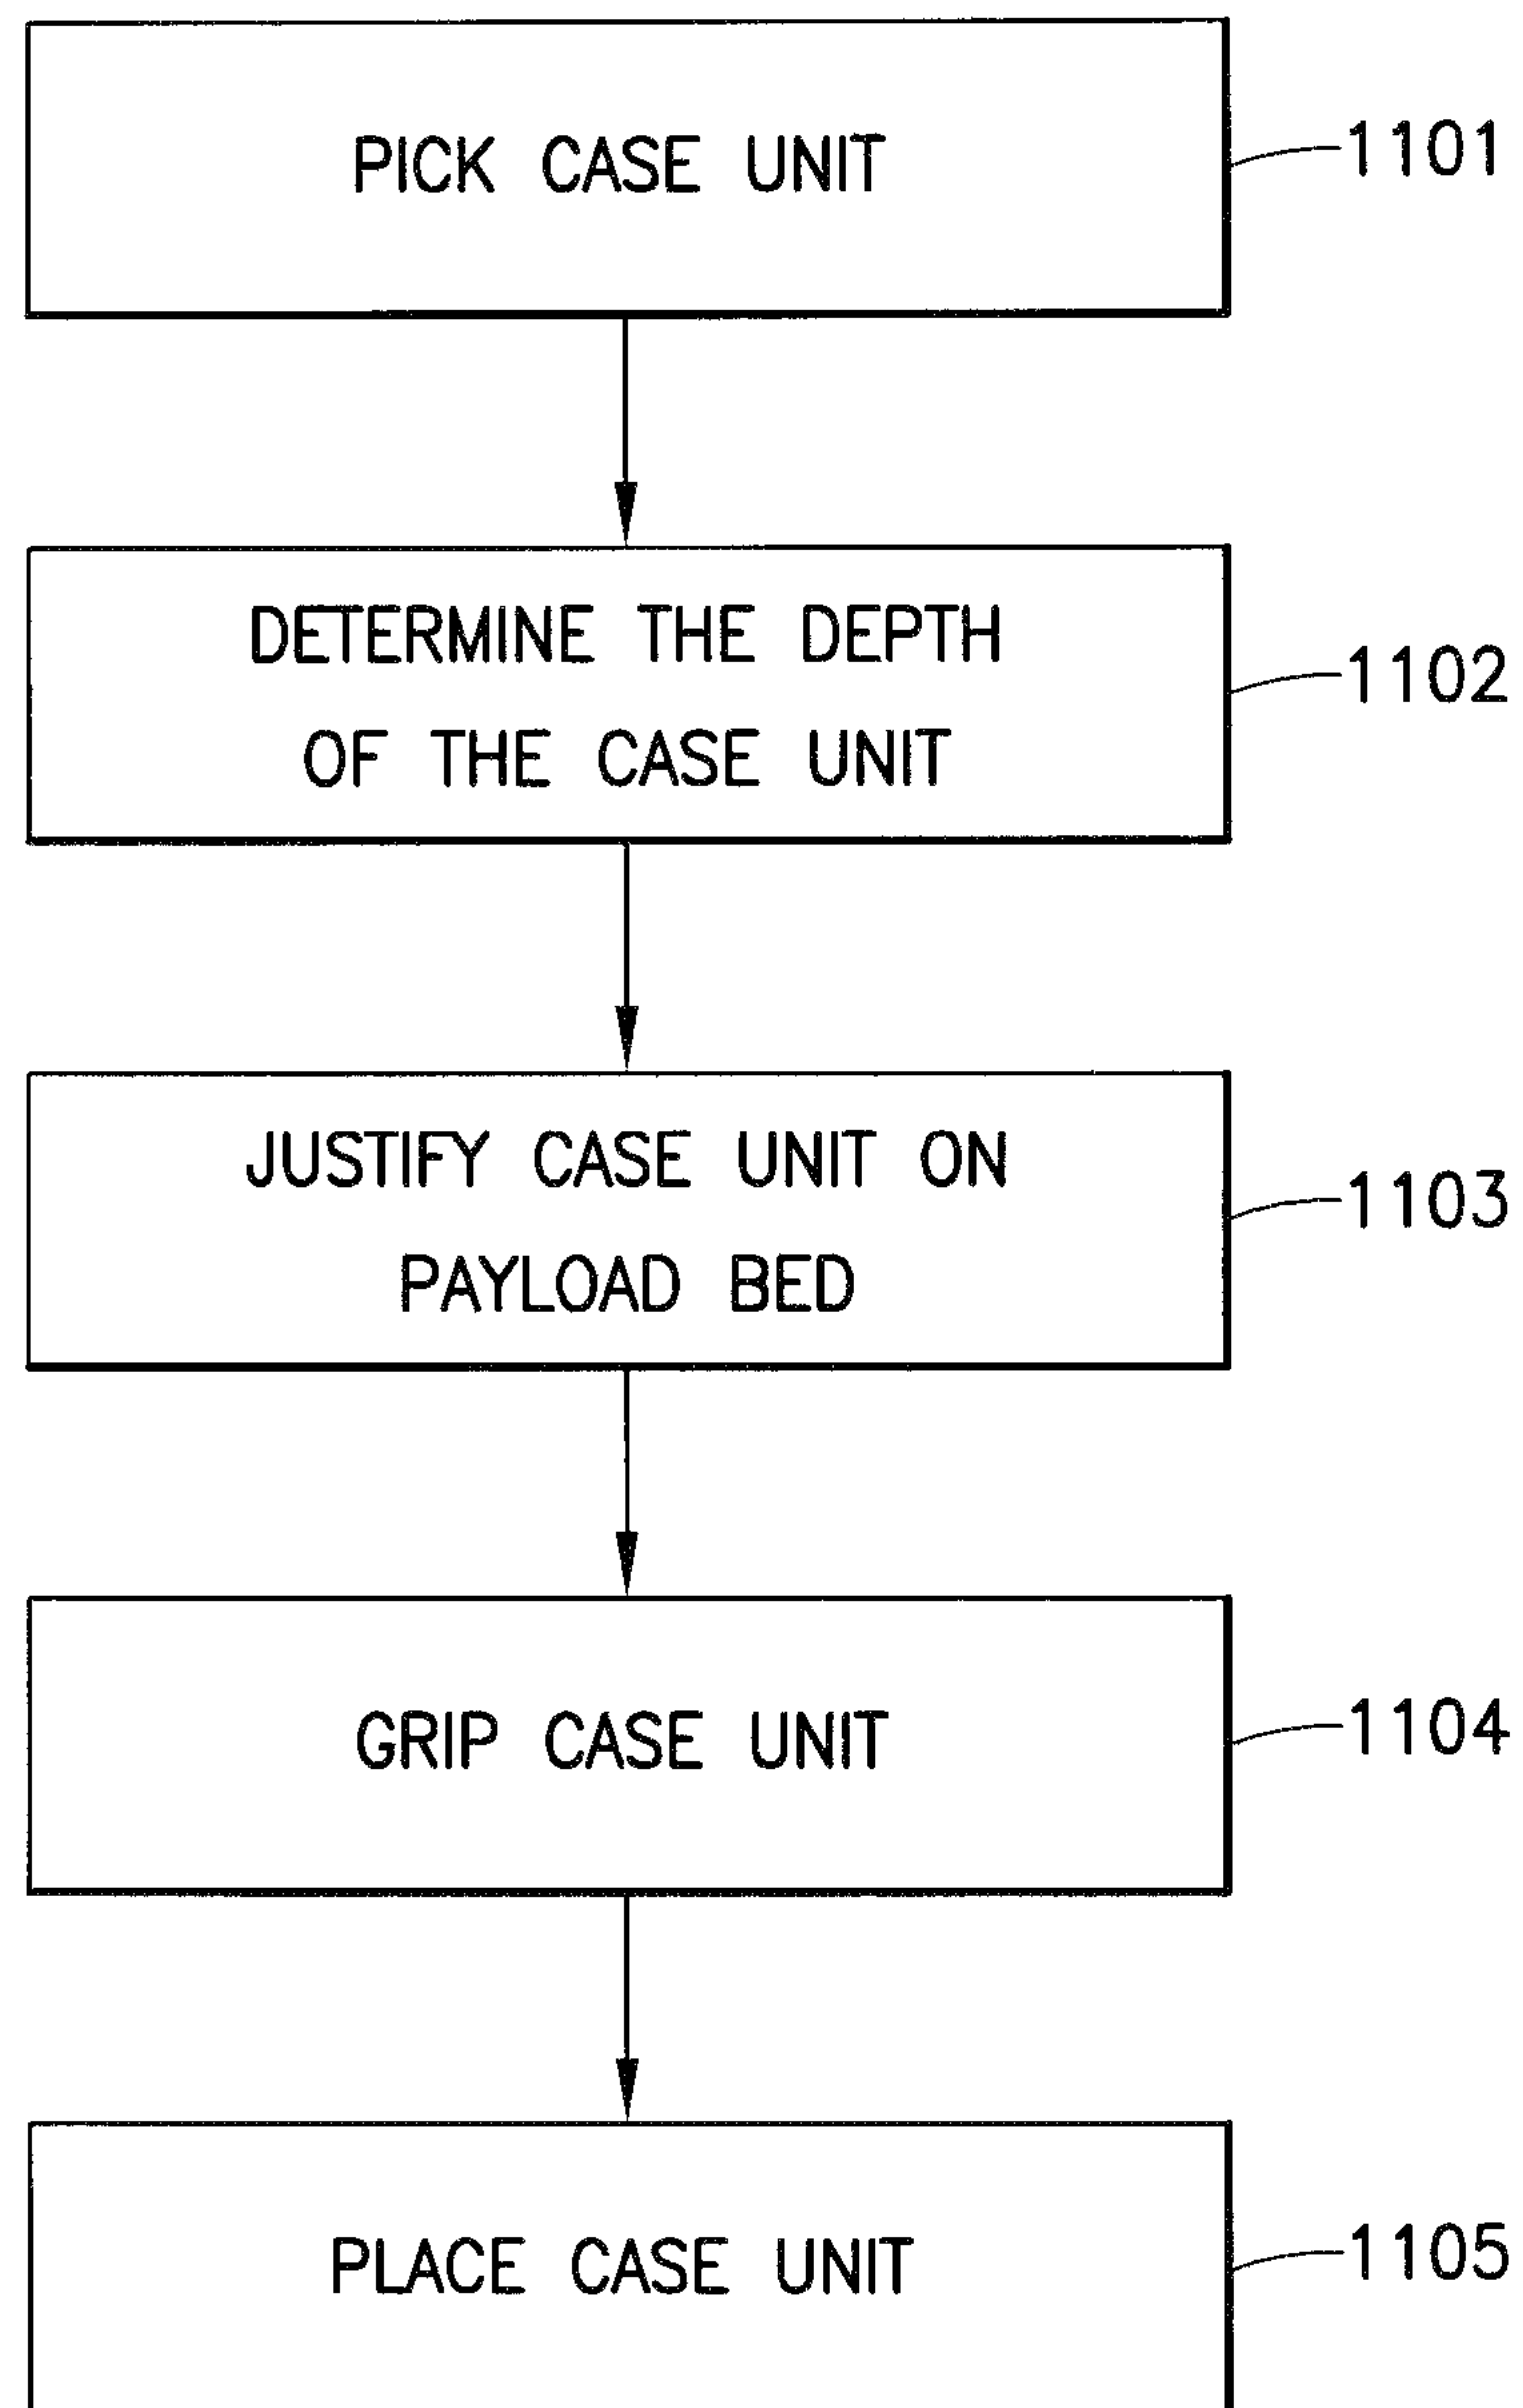 PICK CASE UNIT
1101
DETERMINE THE DEPTH
OF THE CASE UNIT
1102
JUSTIFY CASE UNIT ON
PAYLOAD BED
1103
GRIP CASE UNIT
1104
PLACE CASE UNIT
1105